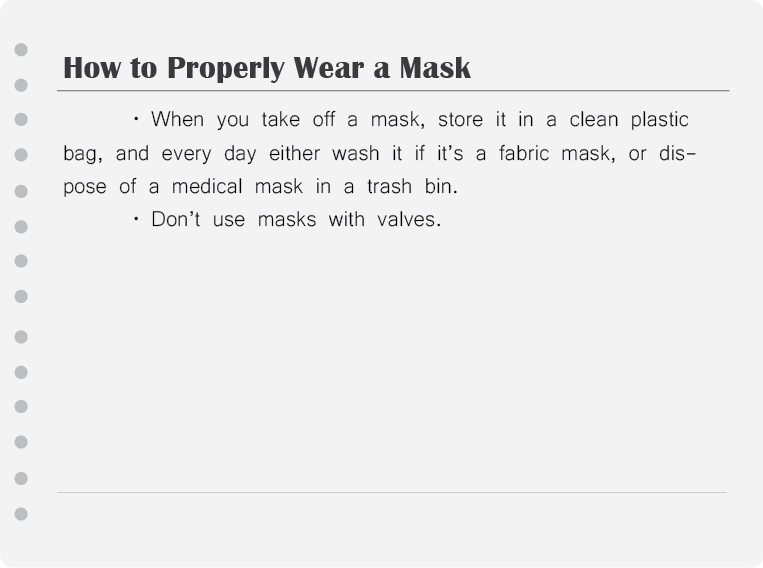 How to Properly Wear a Mask
· When you take off a mask, store it in a clean plastic
bag, and every day either wash it if it's a fabric mask, or dis-
pose of a medical mask in a trash bin.
· Don't use masks with valves.